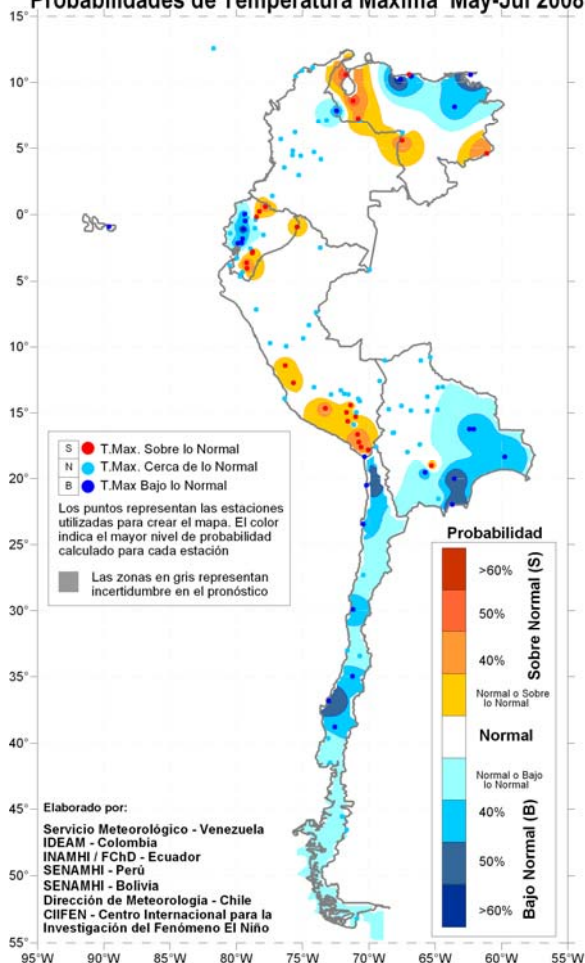 Probabilidades de Temperatura Máxima May-Jul 2008
15°
10°
5°
0°
5°
10°
15°
20°
25°
30°
35°
40°
45°
50°
55°
95°W
90°W
85°W
80°W
75°W
70°W
65°W
60°W
55°W
S T.Max. Sobre lo Normal
N T.Max. Cerca de lo Normal
B T.Max Bajo lo Normal
Los puntos representan las estaciones
utilizadas para crear el mapa. El color
indica el mayor nivel de probabilidad
calculado para cada estación
Las zonas en gris representan
incertidumbre en el pronóstico
Probabilidad
>60%
50%
40%
Normal o Sobre
lo Normal
Sobre Normal (S)
Normal
Normal o Bajo
lo Normal
40%
50%
>60%
Bajo Normal (B)
Elaborado por:
Servicio Meteorológico - Venezuela
IDEAM - Colombia
INAMHI / FChD - Ecuador
SENAMHI - Perú
SENAMHI - Bolivia
Dirección de Meteorología - Chile
CIIFEN - Centro Internacional para la
Investigación del Fenómeno El Niño